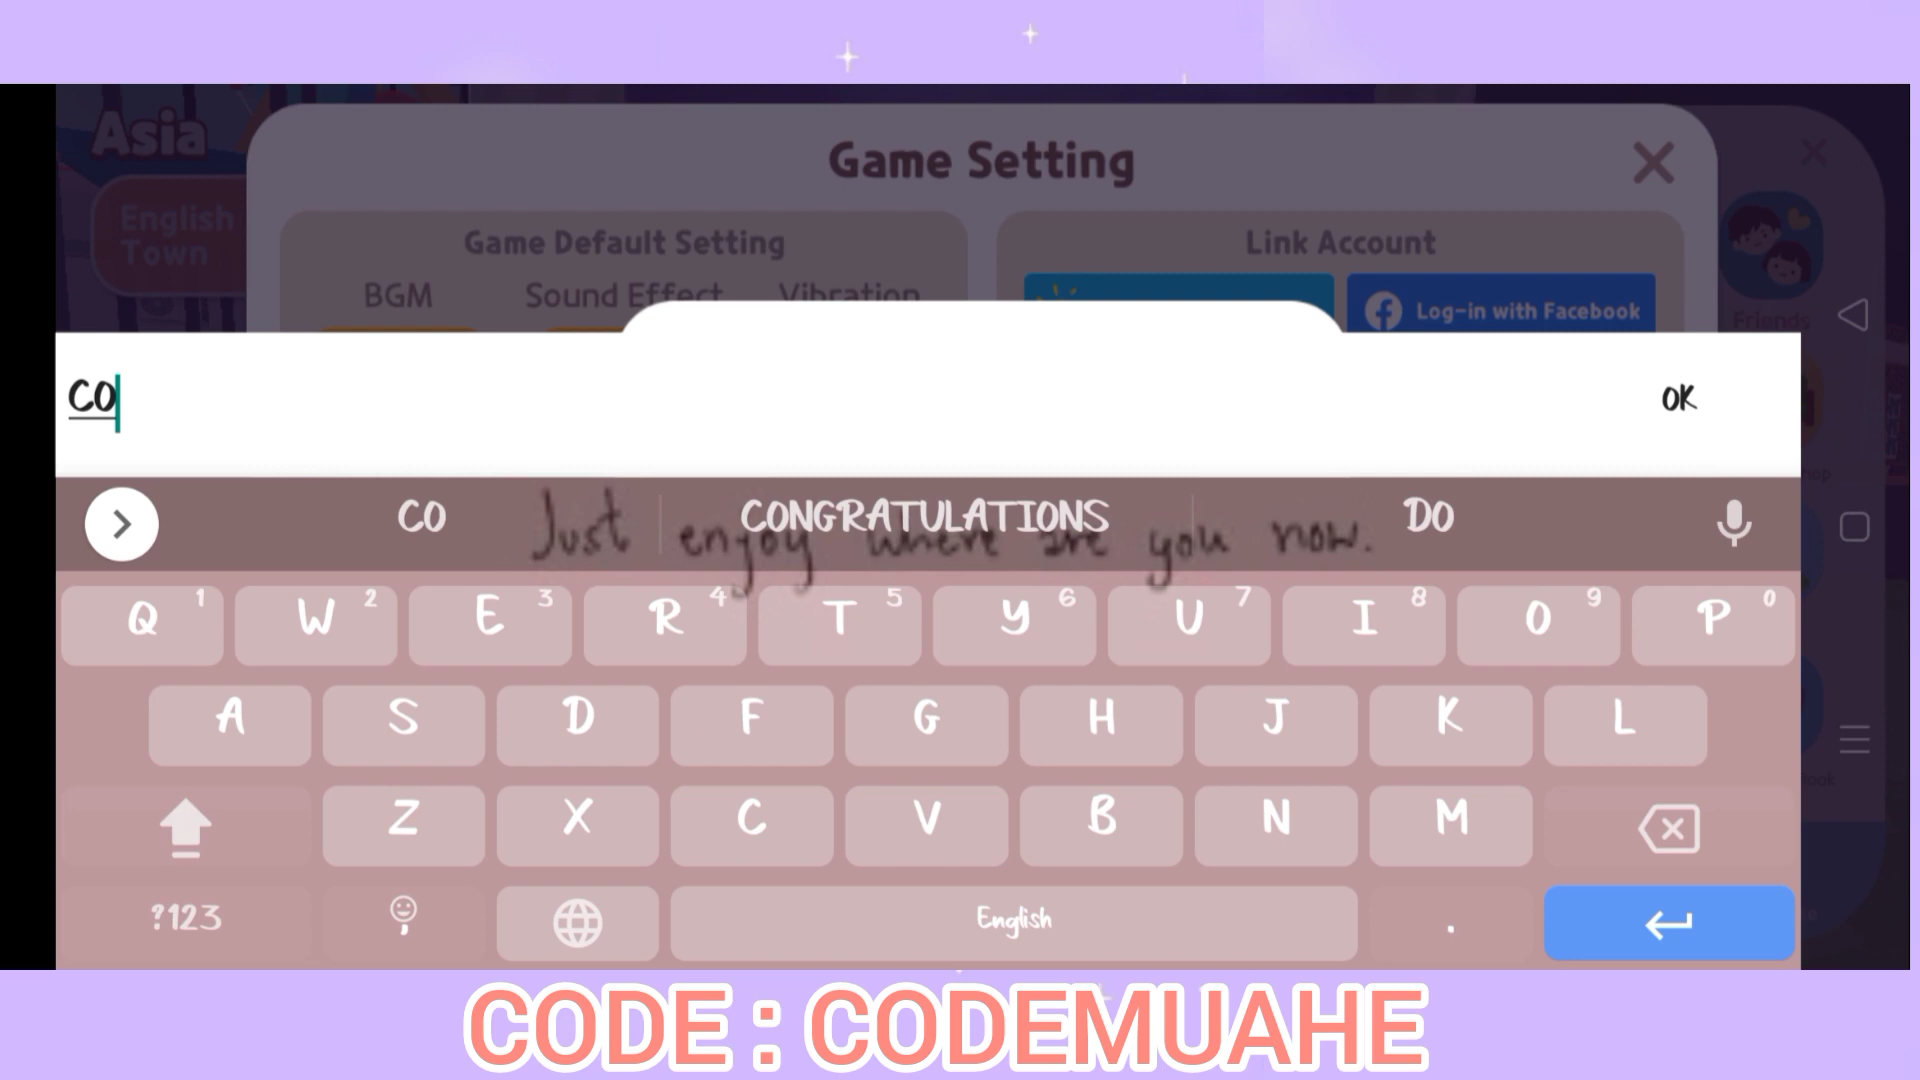 Asia
Game Setting
English
Town
Game Default Setting
Link Account
BGM
Sound Effect
Vibration
Log-in with Facebook
Friends
CO
OK
CO
CONGRATULATIONS
DO
Just enjoy where are you now.
Q 1 W 2 E 3 R 4 T 5 Y 6 U 7 I 8 O 9 P 0
A S D F G H J K L
Z X C V B N M
?123
English
.
CODE : CODEMUAHE